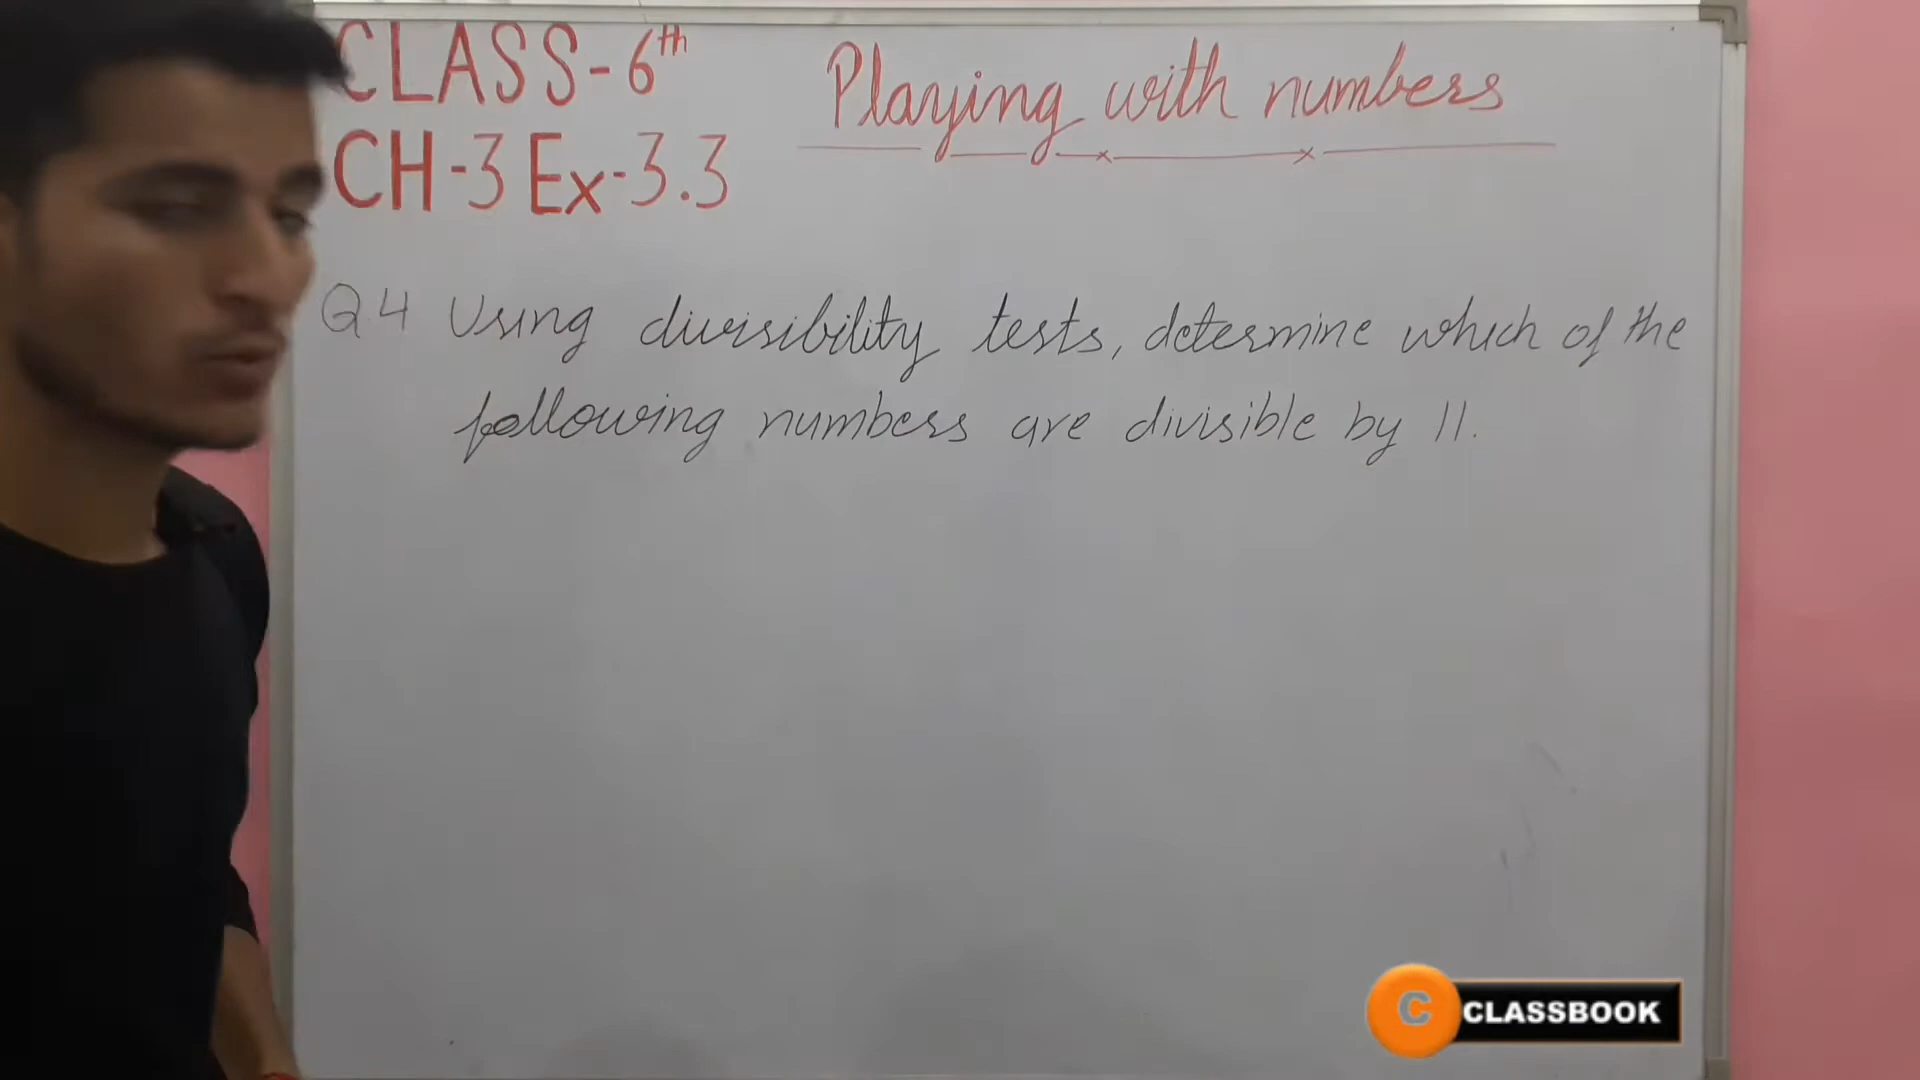 CLASS-6th
CH-3 Ex-3.3
Playing with numbers
Q4 Using divisibility tests, determine which of the
following numbers are divisible by 11.
C CLASSBOOK